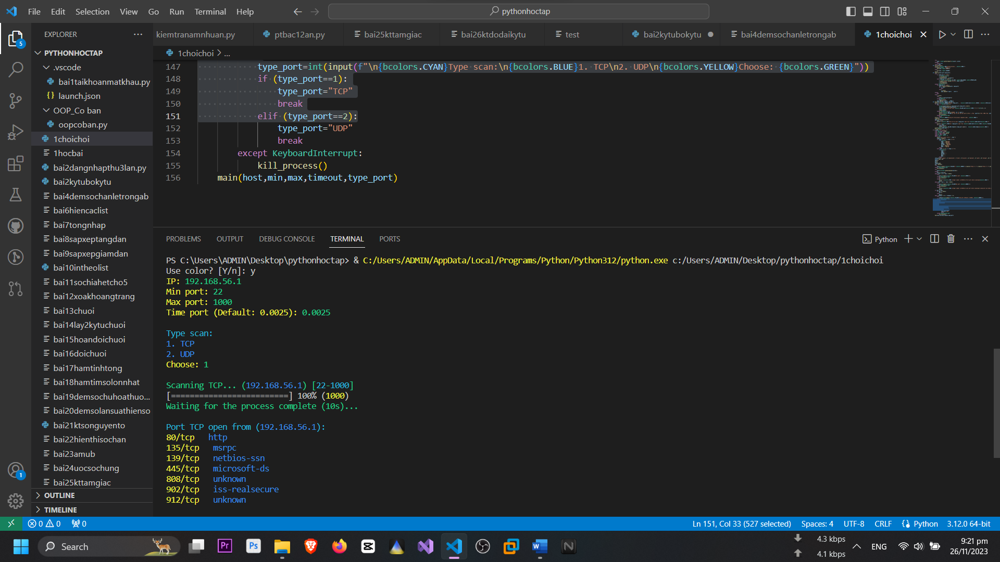 File Edit Selection View Go Run Terminal Help
pythonhoctap
EXPLORER
PYTHONHOCTAP
.vscode
bai1taikhoanmatkhau.py
launch.json
OOP_Co ban
oopcoban.py
1choichoi
1hocbai
bai2dangnhapthu3lan.py
bai2kytubokytu
bai4demsochanletrongab
bai6hiencaclist
bai7tongnhap
bai8sapxeptangdan
bai9sapxepgiamdan
bai10intheolist
bai11sochiahetcho5
bai12xoakhoangtrang
bai13chuoi
bai14lay2kytuchuoi
bai15hoandoichuoi
bai16doichuoi
bai17hamtinhtong
bai18hamtimsolonnhat
bai19demsochuhoathuo...
bai20demsolansuathienso
bai21ktsonguyento
bai22hienthisochan
bai23amub
bai24uocsochung
bai25kttamgiac
OUTLINE
TIMELINE
5
1
kiemtranamnhuan.py ptbac12an.py bai25kttamgiac bai26ktdodaikytu test bai2kytubokytu bai4demsochanletrongab 1choichoi
1choichoi > ...
147 type_port=int(input(f"\n{bcolors.CYAN}Type scan:\n{bcolors.BLUE}1. TCP\n2. UDP\n{bcolors.YELLOW}Choose: {bcolors.GREEN}"))
148 if (type_port==1):
149 type_port="TCP"
150 break
151 elif (type_port==2):
152 type_port="UDP"
153 break
154 except KeyboardInterrupt:
155 kill_process()
156 main(host,min,max,timeout,type_port)
PROBLEMS OUTPUT DEBUG CONSOLE TERMINAL PORTS
Python
PS C:\Users\ADMIN\Desktop\pythonhoctap> & C:/Users/ADMIN/AppData/Local/Programs/Python/Python312/python.exe c:/Users/ADMIN/Desktop/pythonhoctap/1choichoi
Use color? [Y/n]: y
IP: 192.168.56.1
Min port: 22
Max port: 1000
Time port (Default: 0.0025): 0.0025
Type scan:
1. TCP
2. UDP
Choose: 1
Scanning TCP... (192.168.56.1) [22-1000]
[=========================] 100% (1000)
Waiting for the process complete (10s)...
Port TCP open from (192.168.56.1):
80/tcp http
135/tcp msrpc
139/tcp netbios-ssn
445/tcp microsoft-ds
808/tcp unknown
902/tcp iss-realsecure
912/tcp unknown
0 0 0 Ln 151, Col 33 (527 selected) Spaces: 4 UTF-8 CRLF Python 3.12.0 64-bit
Search
Pr
Ps
W
N
4.3 kbps
4.1 kbps
ENG
9:21 pm
26/11/2023